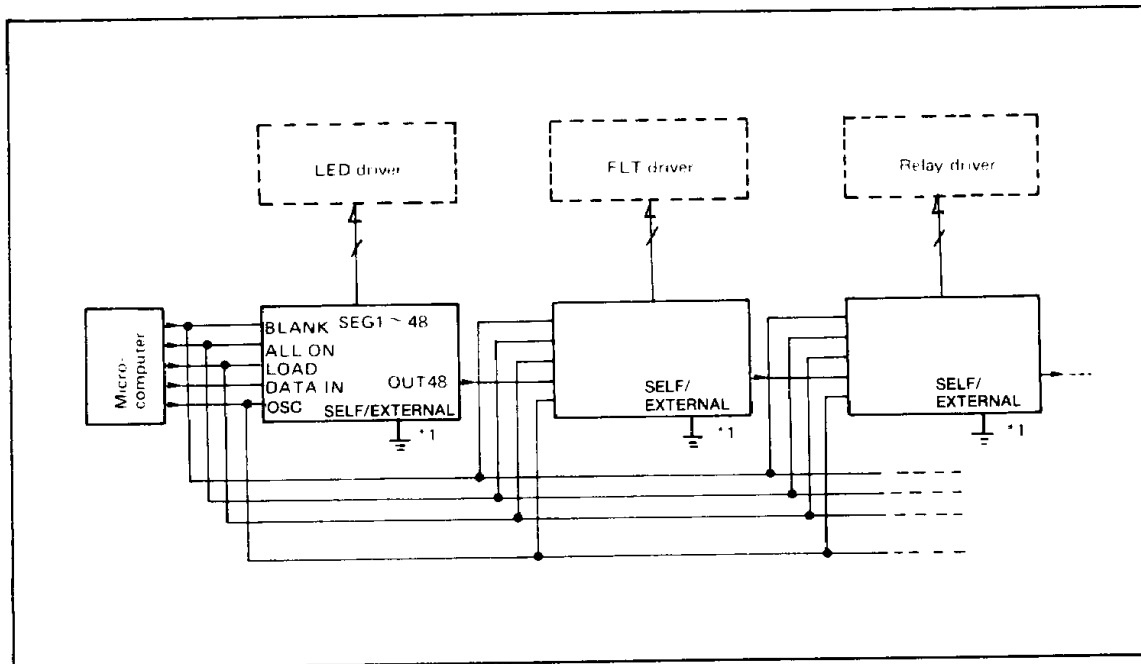 LED driver
FLT driver
Relay driver
Micro-
computer
BLANK
SEG1 ~ 48
ALL ON
LOAD
DATA IN
OUT48
OSC
SELF/EXTERNAL
*1
SELF/
EXTERNAL
*1
SELF/
EXTERNAL
*1